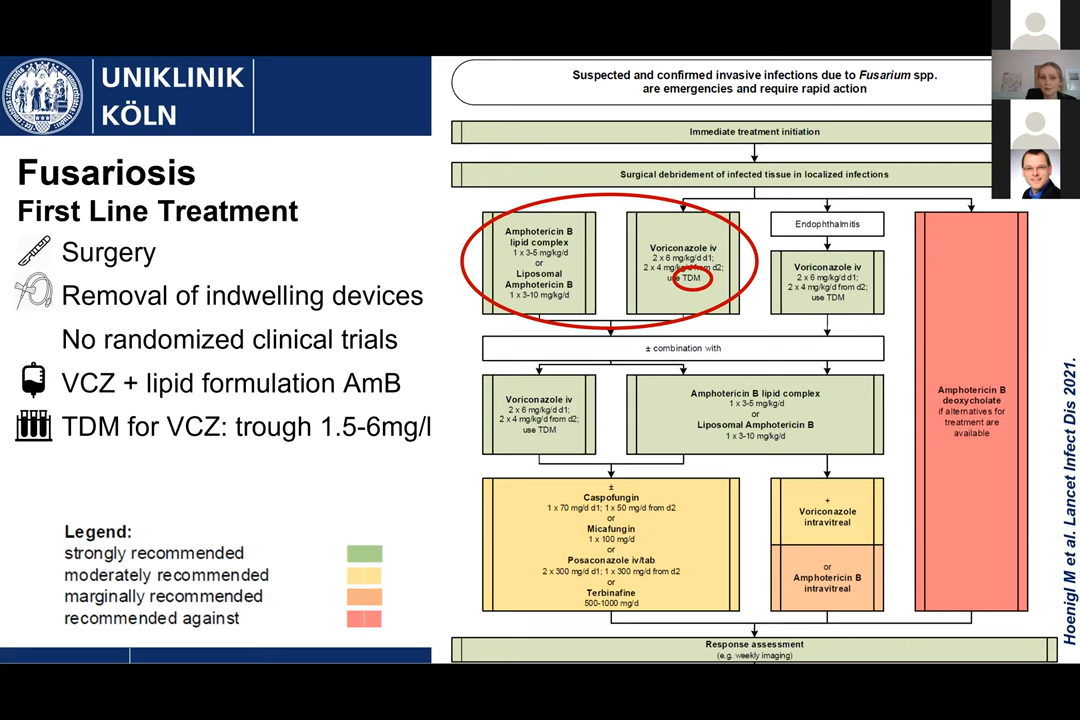 UNIKLINIK
KÖLN
Fusariosis
First Line Treatment
Surgery
Removal of indwelling devices
No randomized clinical trials
VCZ + lipid formulation AmB
TDM for VCZ: trough 1.5-6mg/l
Legend:
strongly recommended
moderately recommended
marginally recommended
recommended against
Suspected and confirmed invasive infections due to Fusarium spp.
are emergencies and require rapid action
Immediate treatment initiation
Surgical debridement of infected tissue in localized infections
Amphotericin B
lipid complex
1 x 3-5 mg/kg/d
or
Liposomal
Amphotericin B
1 x 3-10 mg/kg/d
Voriconazole iv
2 x 6 mg/kg/d d1;
2 x 4 mg/kg/d from d2;
use TDM
Endophthalmitis
Voriconazole iv
2 x 6 mg/kg/d d1;
2 x 4 mg/kg/d from d2;
use TDM
± combination with
Voriconazole iv
2 x 6 mg/kg/d d1;
2 x 4 mg/kg/d from d2;
use TDM
Amphotericin B lipid complex
1 x 3-5 mg/kg/d
or
Liposomal Amphotericin B
1 x 3-10 mg/kg/d
Amphotericin B
deoxycholate
if alternatives for
treatment are
available
±
Caspofungin
1 x 70 mg/d d1; 1 x 50 mg/d from d2
or
Micafungin
1 x 100 mg/d
or
Posaconazole iv/tab
2 x 300 mg/d d1; 1 x 300 mg/d from d2
or
Terbinafine
500-1000 mg/d
+
Voriconazole
intravitreal
or
Amphotericin B
intravitreal
Response assessment
(e.g. weekly imaging)
Hoenigl M et al. Lancet Infect Dis 2021.